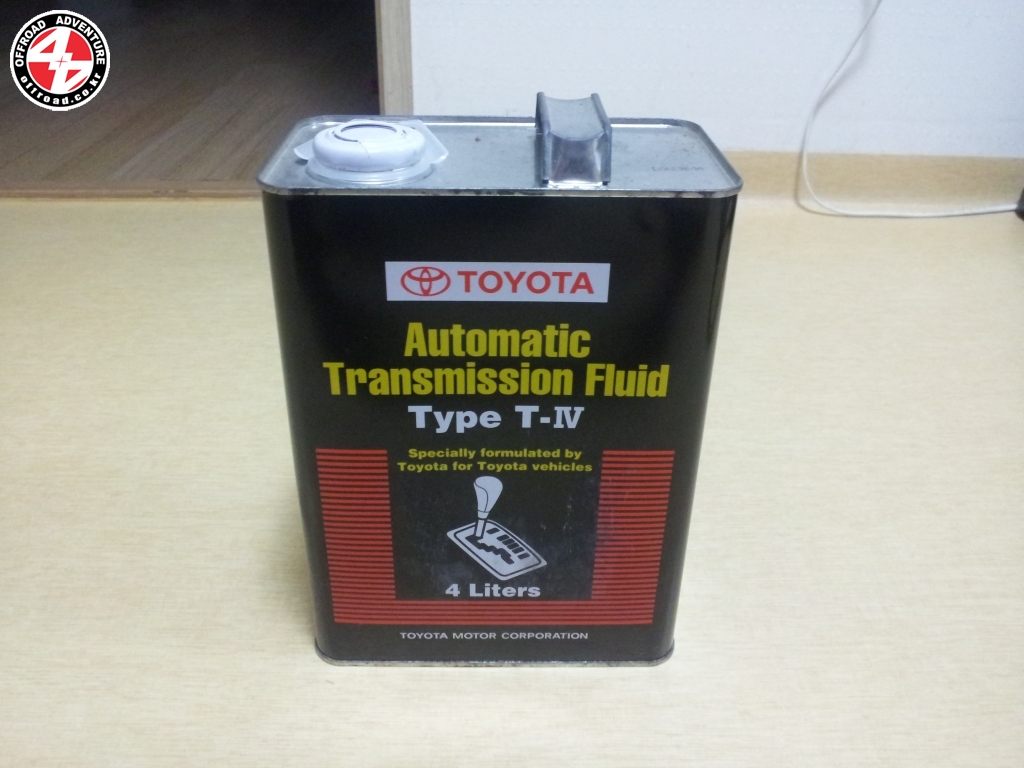 OFFROAD ADVENTURE
4x4
allroad.co.kr
TOYOTA
Automatic
Transmission Fluid
Type T-Ⅳ
Specially formulated by
Toyota for Toyota vehicles
4 Liters
TOYOTA MOTOR CORPORATION